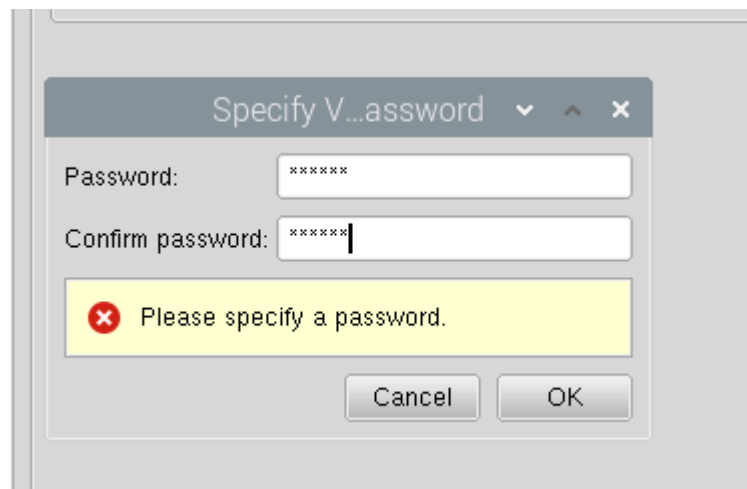 Specify V...assword
Password: ******
Confirm password: ******
Please specify a password.
Cancel OK